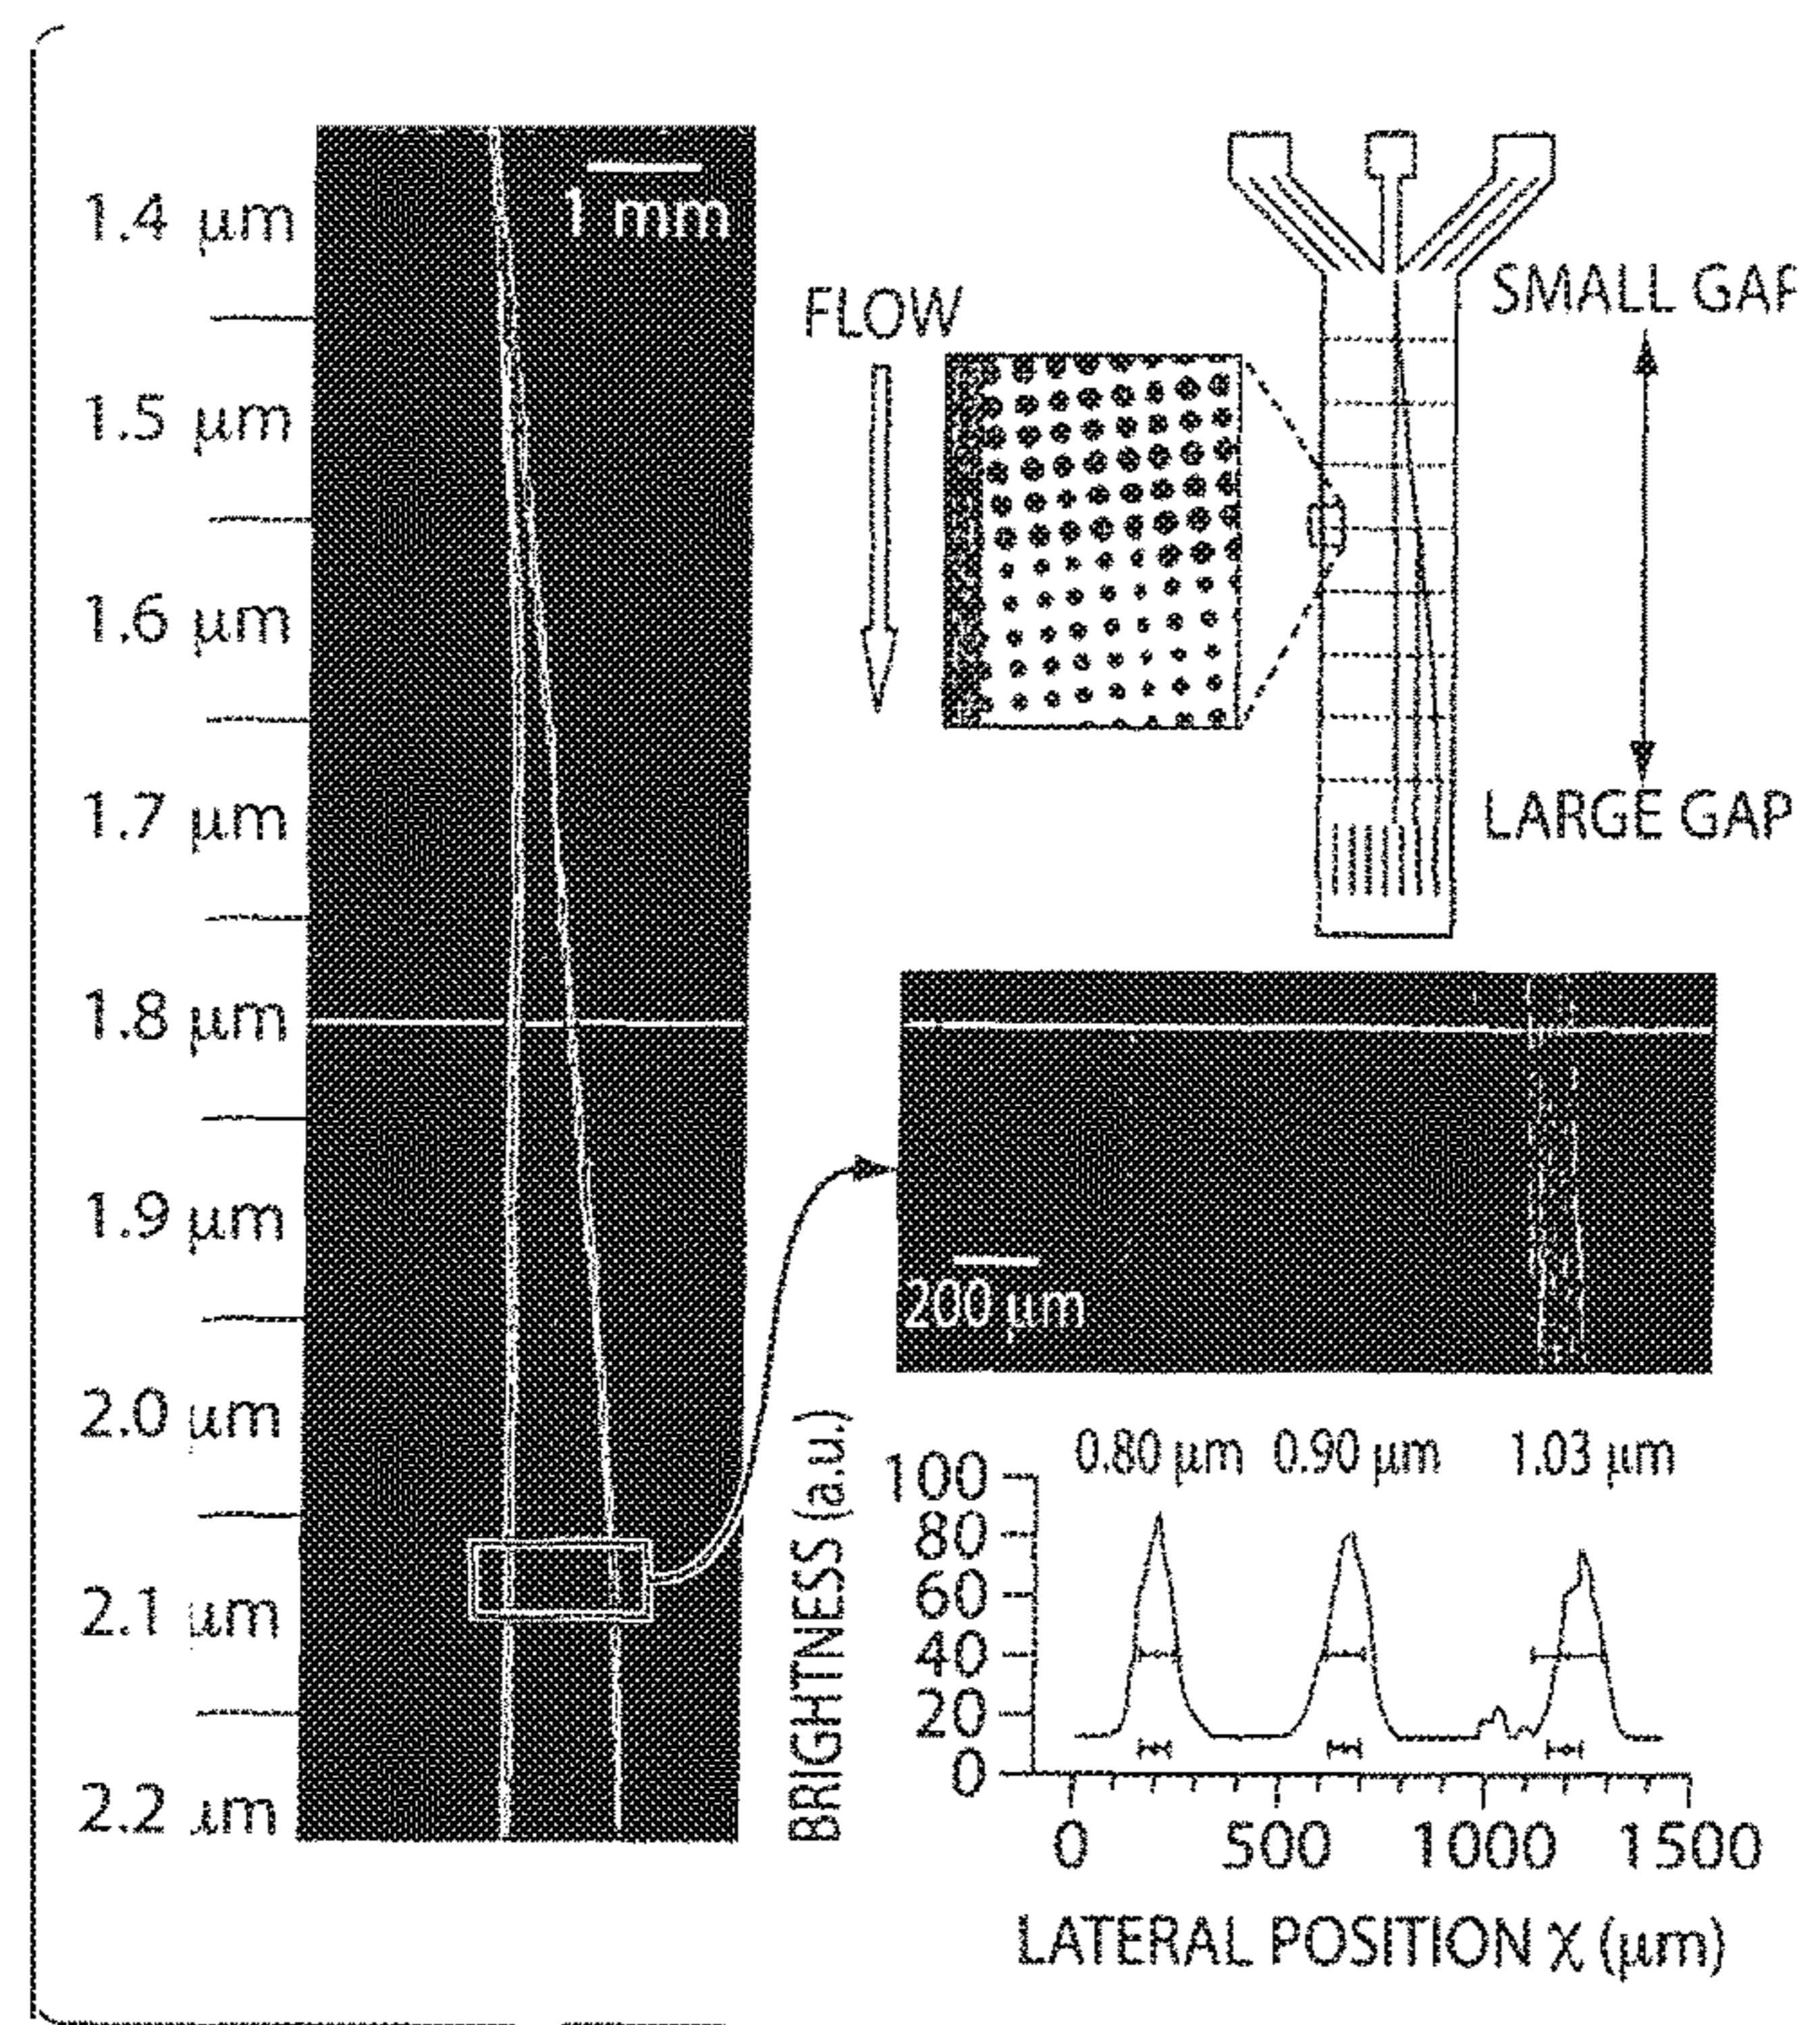 1.4 μm
1.5 μm
1.6 μm
1.7 μm
1.8 μm
1.9 μm
2.0 μm
2.1 μm
2.2 μm
1 mm
FLOW
SMALL GAP
LARGE GAP
200 μm
0.80 μm 0.90 μm 1.03 μm
BRIGHTNESS (a.u.)
100
80
60
40
20
0
0 500 1000 1500
LATERAL POSITION χ (μm)